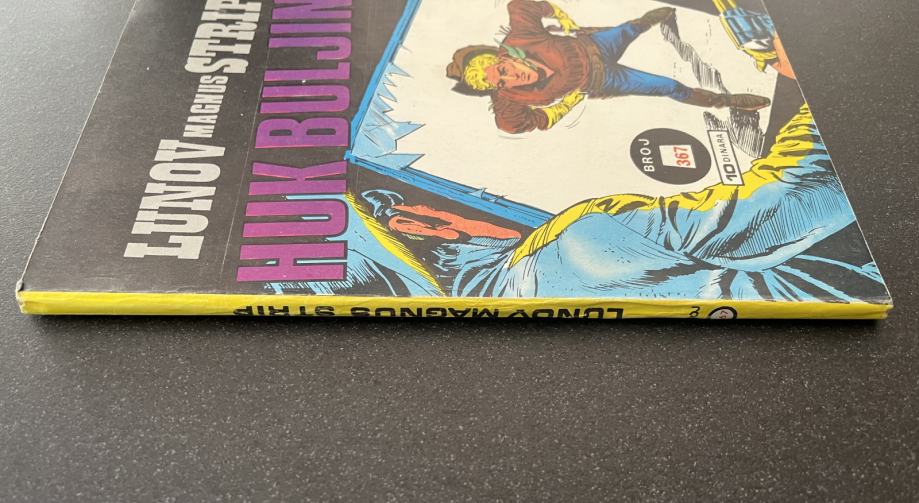 LUNOV MAGNUS STRIP
HUK BULJIN
BROJ
367
10 DINARA
LUNOV MAGNUS STRIP